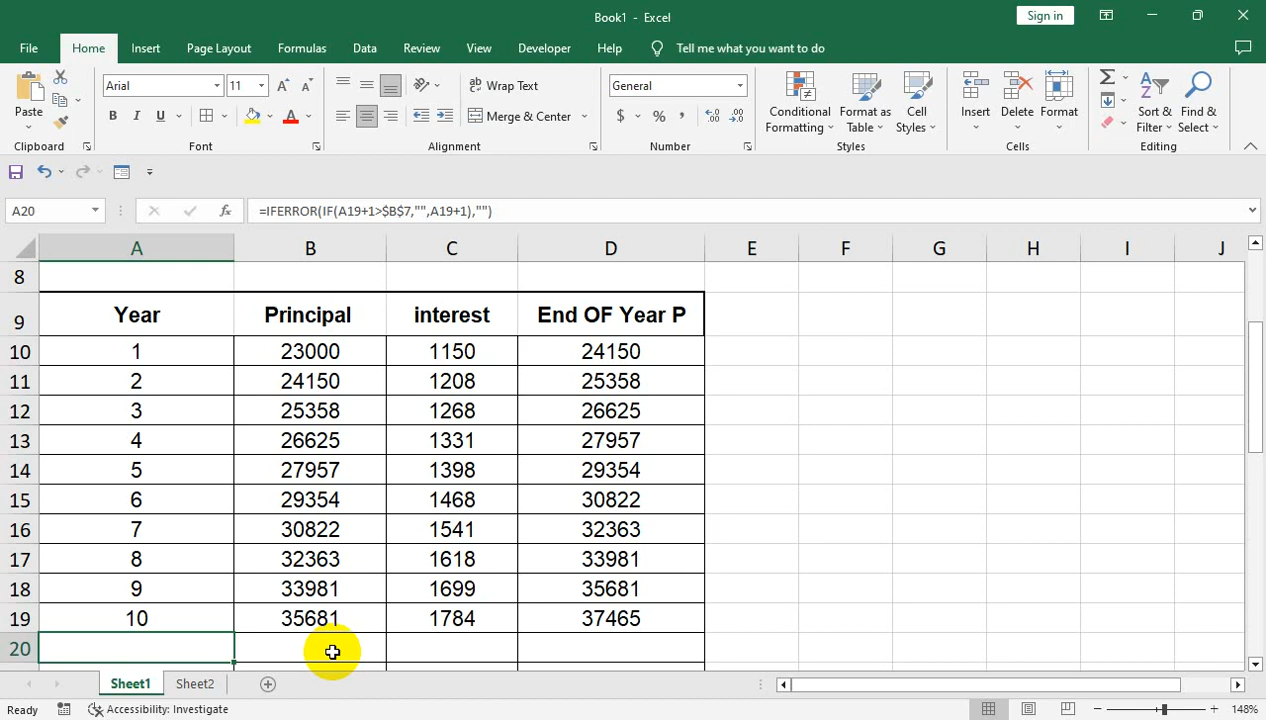 Book1 - Excel
Sign in
File Home Insert Page Layout Formulas Data Review View Developer Help Tell me what you want to do
Paste
Arial 11
B I U A
Wrap Text
Merge & Center
General
$ % ,
Conditional Formatting
Format as Table
Cell Styles
Insert Delete Format
Sort & Filter
Find & Select
Clipboard Font Alignment Number Styles Cells Editing
A20 fx =IFERROR(IF(A19+1>$B$7,"",A19+1),"")
A B C D E F G H I J
8
9 Year Principal interest End OF Year P
10 1 23000 1150 24150
11 2 24150 1208 25358
12 3 25358 1268 26625
13 4 26625 1331 27957
14 5 27957 1398 29354
15 6 29354 1468 30822
16 7 30822 1541 32363
17 8 32363 1618 33981
18 9 33981 1699 35681
19 10 35681 1784 37465
20
Sheet1 Sheet2
Ready Accessibility: Investigate 148%